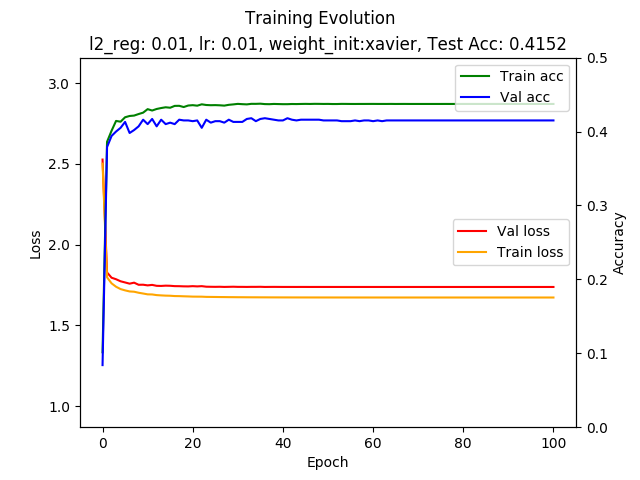 Training Evolution
l2_reg: 0.01, lr: 0.01, weight_init:xavier, Test Acc: 0.4152
3.0
2.5
2.0
1.5
1.0
Loss
0.5
0.4
0.3
0.2
0.1
0.0
Accuracy
Train acc
Val acc
Val loss
Train loss
0 20 40 60 80 100
Epoch